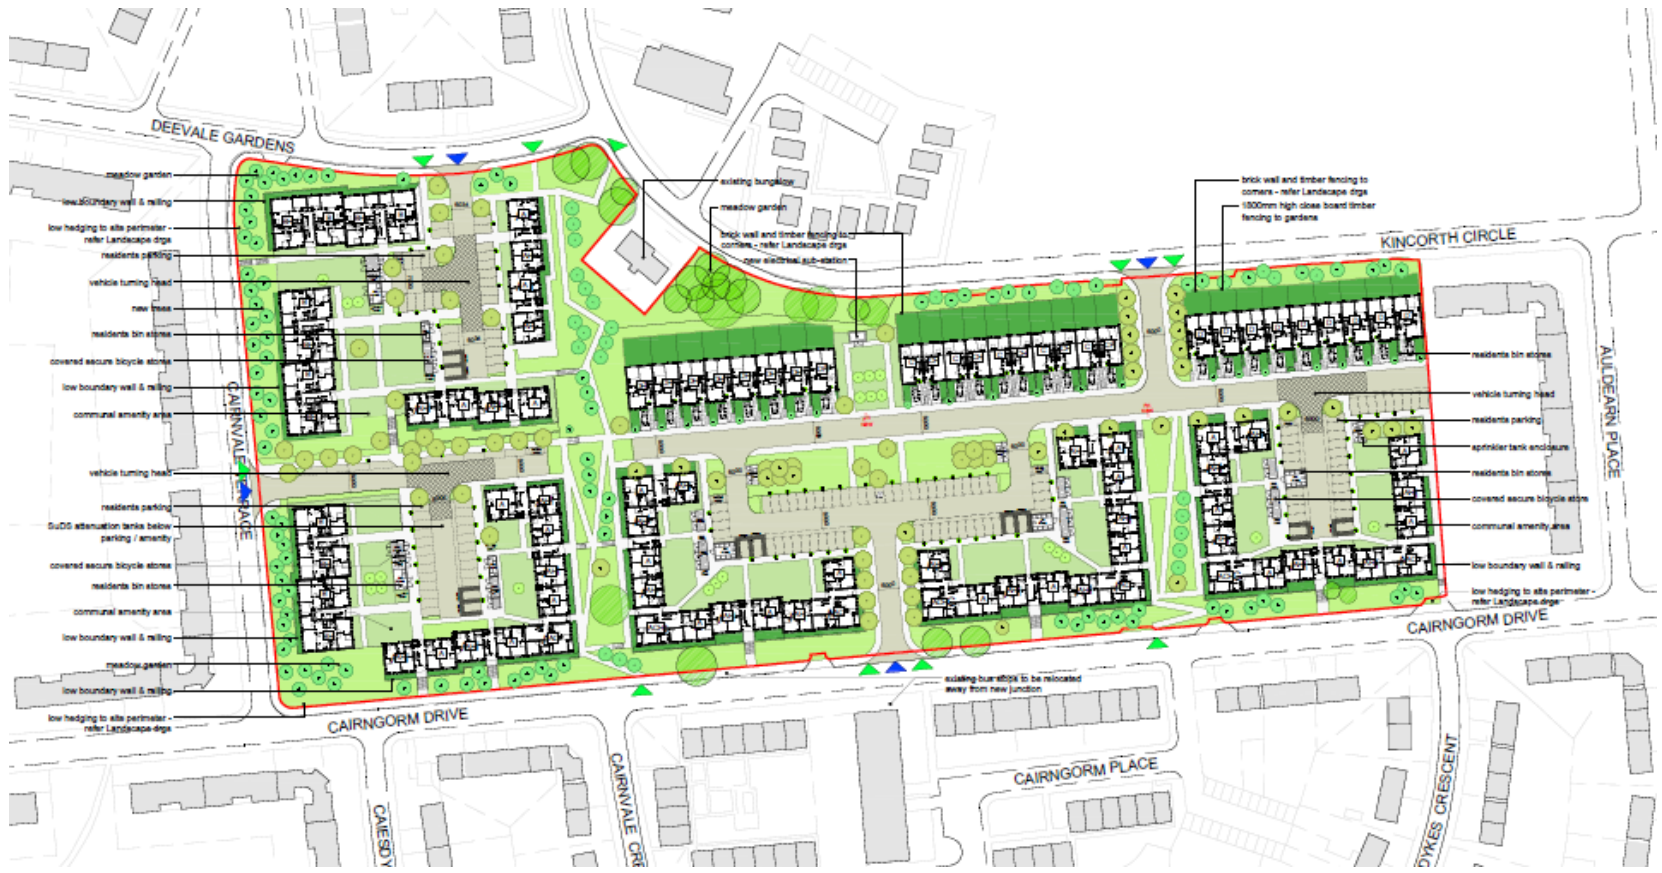 DEEVALE GARDENS
meadow garden
low boundary wall & railing
low hedging to site perimeter -
refer Landscape drgs
residents parking
vehicle turning head
new trees
residents bin stores
covered secure bicycle stores
low boundary wall & railing
communal amenity area
CAIRNVALE TERRACE
vehicle turning head
residents parking
SuDS attenuation tanks below
parking / amenity
covered secure bicycle stores
residents bin stores
communal amenity area
low boundary wall & railing
meadow garden
low boundary wall & railing
low hedging to site perimeter -
refer Landscape drgs
existing bungalow
meadow garden
brick wall and timber fencing to
corners - refer Landscape drgs
new electrical sub-station
brick wall and timber fencing to
corners - refer Landscape drgs
1800mm high close board timber
fencing to gardens
KINCORTH CIRCLE
AULDEARN PLACE
residents bin stores
vehicle turning head
residents parking
sprinkler tank enclosure
residents bin stores
covered secure bicycle store
communal amenity area
low boundary wall & railing
low hedging to site perimeter -
refer Landscape drgs
CAIRNGORM DRIVE
existing bus stops to be relocated
away from new junction
CAIRNGORM DRIVE
CAIRNGORM PLACE
CAIESDY
CAIRNVALE CRE
DYKES CRESCENT